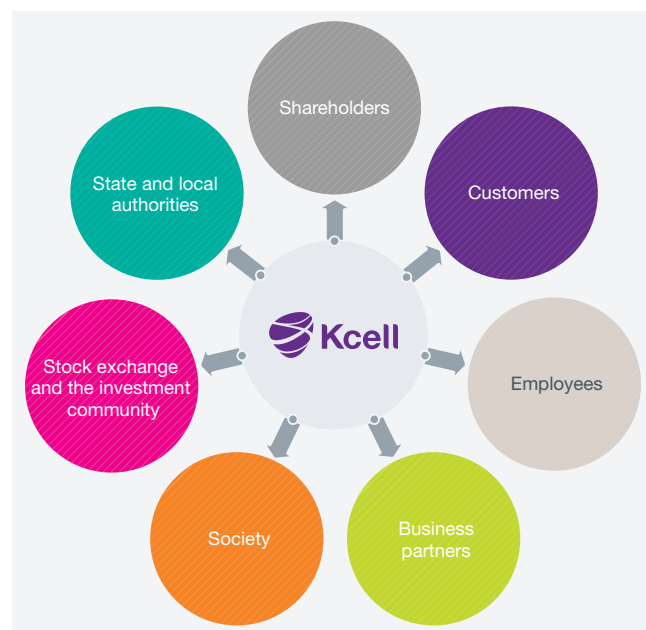 Shareholders
State and local
authorities
Customers
Kcell
Stock exchange
and the investment
community
Employees
Society
Business
partners